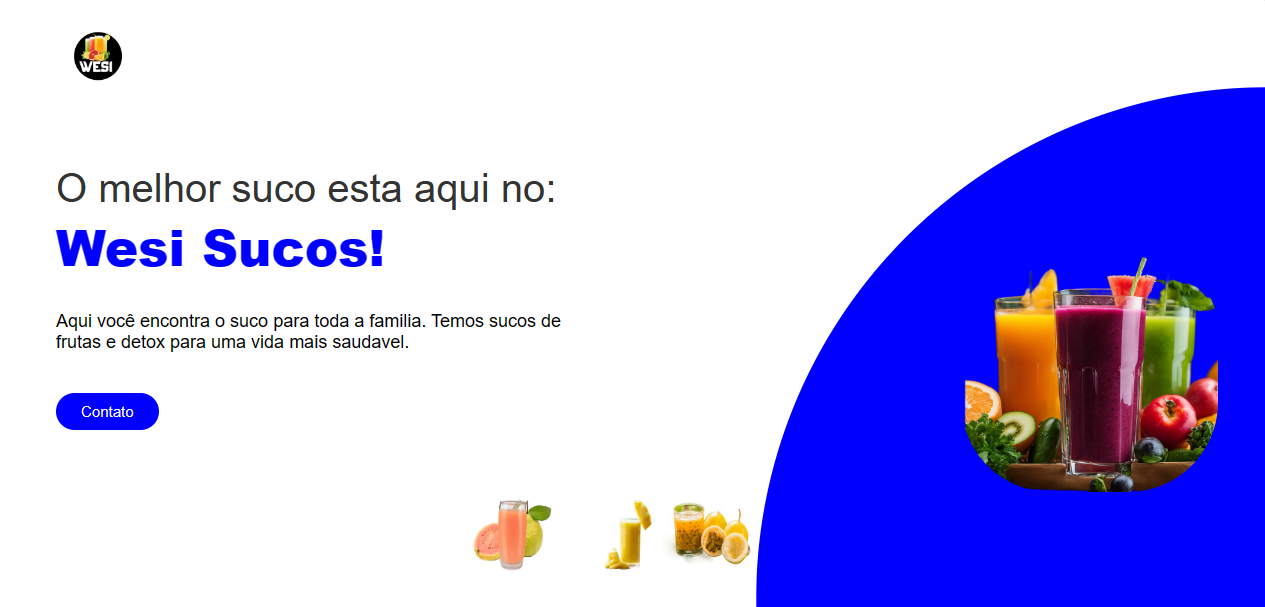 WESI
O melhor suco esta aqui no:
Wesi Sucos!
Aqui você encontra o suco para toda a familia. Temos sucos de
frutas e detox para uma vida mais saudavel.
Contato